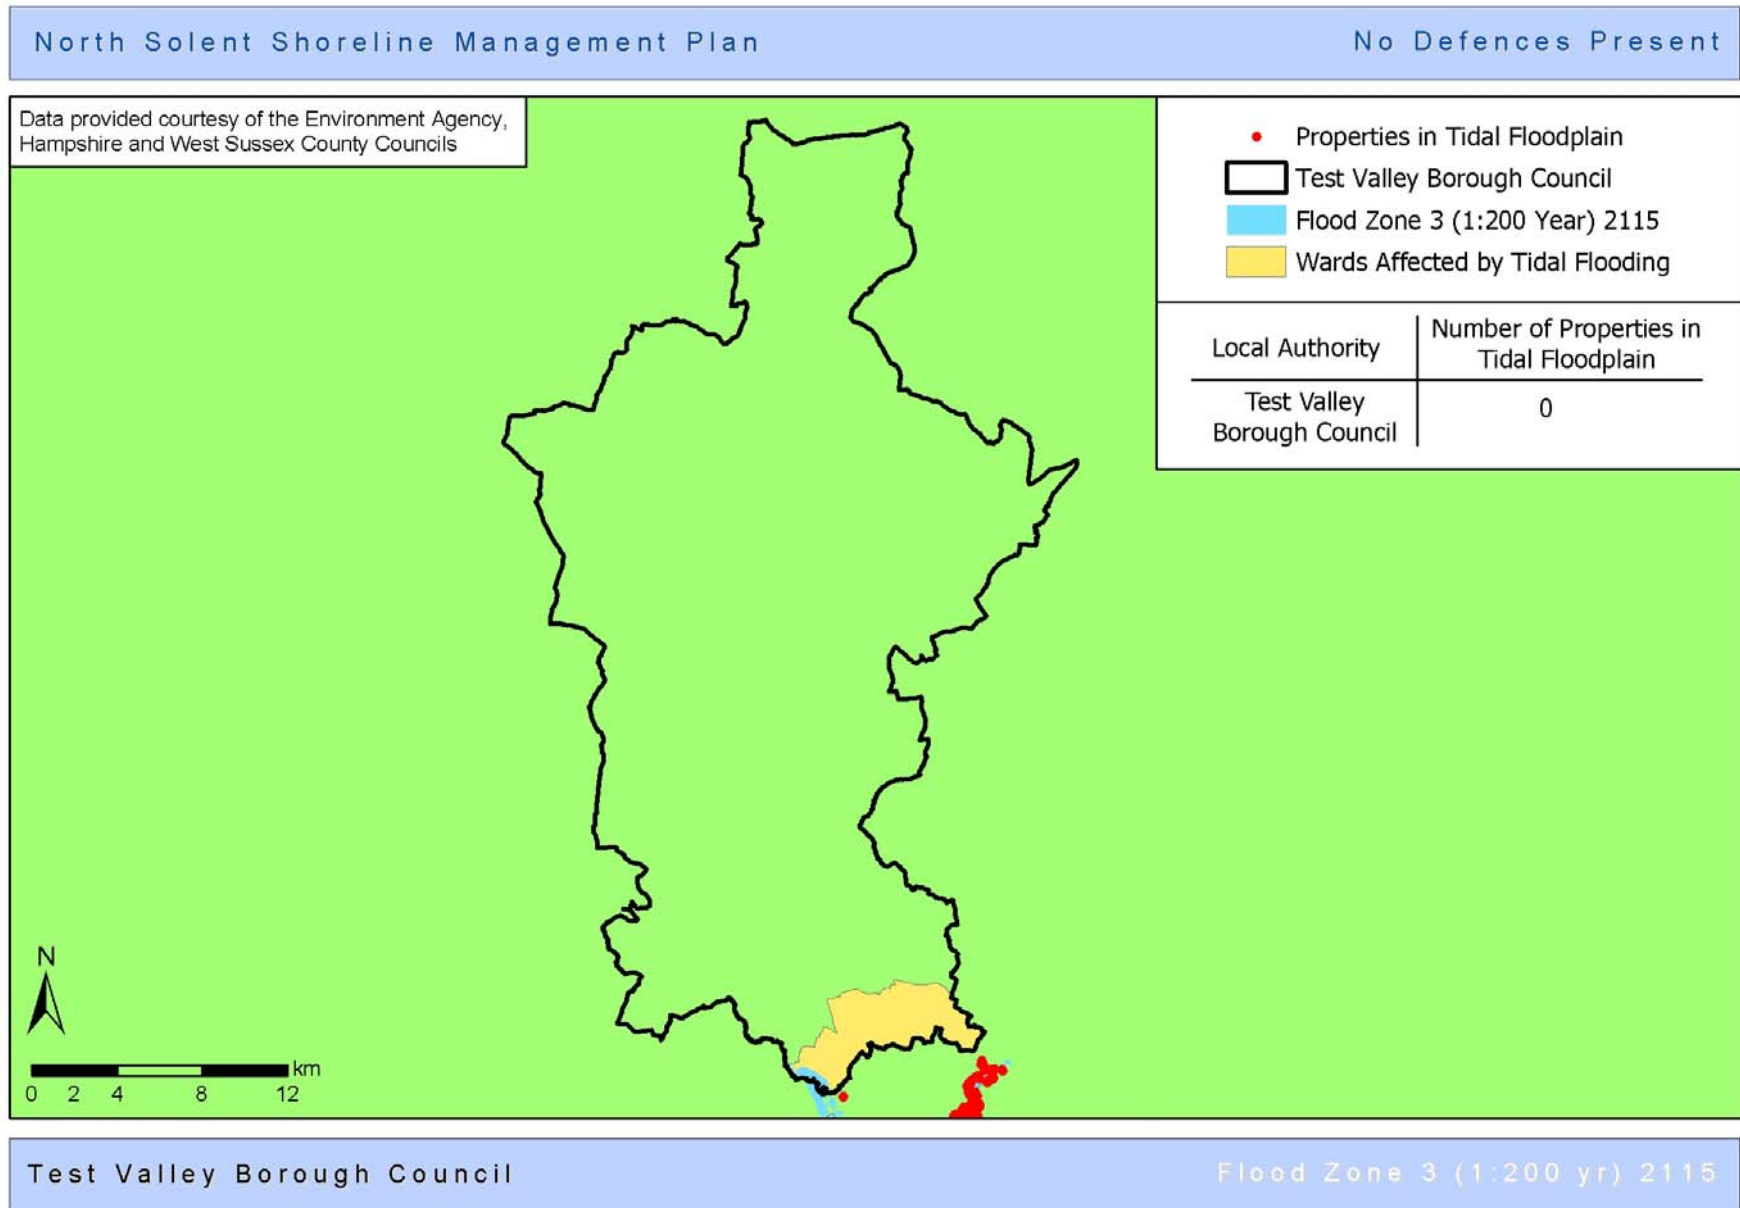 North Solent Shoreline Management Plan
No Defences Present
Data provided courtesy of the Environment Agency,
Hampshire and West Sussex County Councils
Properties in Tidal Floodplain
Test Valley Borough Council
Flood Zone 3 (1:200 Year) 2115
Wards Affected by Tidal Flooding
Local Authority
Number of Properties in
Tidal Floodplain
Test Valley
Borough Council
0
N
km
0 2 4 8 12
Test Valley Borough Council
Flood Zone 3 (1:200 yr) 2115